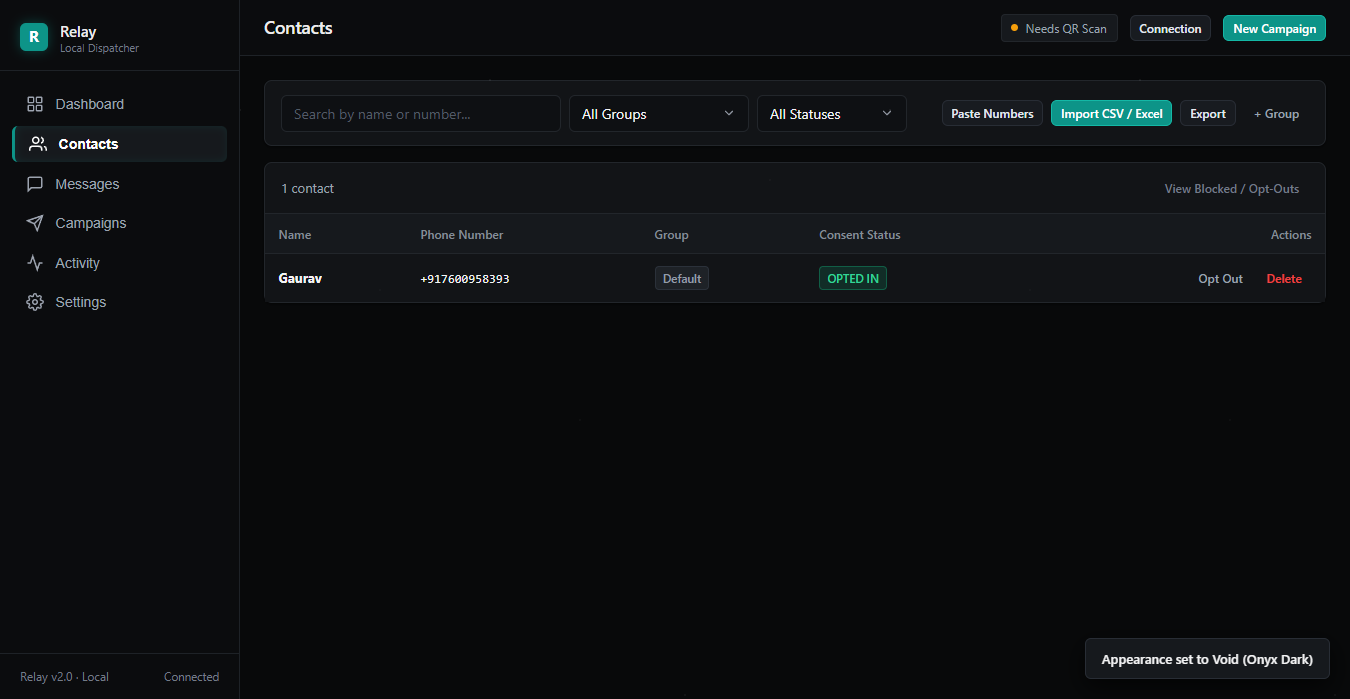 R
Relay
Local Dispatcher
Dashboard
Contacts
Messages
Campaigns
Activity
Settings
Relay v2.0 · Local
Connected
Contacts
Needs QR Scan
Connection
New Campaign
Search by name or number...
All Groups
All Statuses
Paste Numbers
Import CSV / Excel
Export
+ Group
1 contact
View Blocked / Opt-Outs
Name Phone Number Group Consent Status Actions
Gaurav +917600958393 Default OPTED IN Opt Out Delete
Appearance set to Void (Onyx Dark)